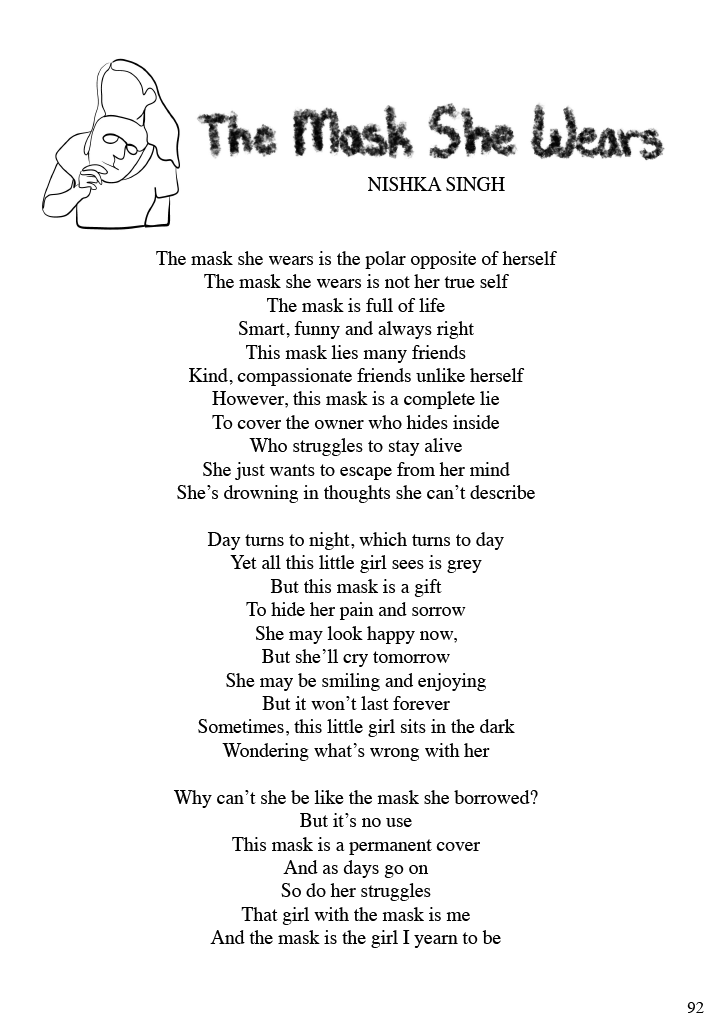 The Mask She Wears
NISHKA SINGH
The mask she wears is the polar opposite of herself
The mask she wears is not her true self
The mask is full of life
Smart, funny and always right
This mask lies many friends
Kind, compassionate friends unlike herself
However, this mask is a complete lie
To cover the owner who hides inside
Who struggles to stay alive
She just wants to escape from her mind
She’s drowning in thoughts she can’t describe
Day turns to night, which turns to day
Yet all this little girl sees is grey
But this mask is a gift
To hide her pain and sorrow
She may look happy now,
But she’ll cry tomorrow
She may be smiling and enjoying
But it won’t last forever
Sometimes, this little girl sits in the dark
Wondering what’s wrong with her
Why can’t she be like the mask she borrowed?
But it’s no use
This mask is a permanent cover
And as days go on
So do her struggles
That girl with the mask is me
And the mask is the girl I yearn to be
92